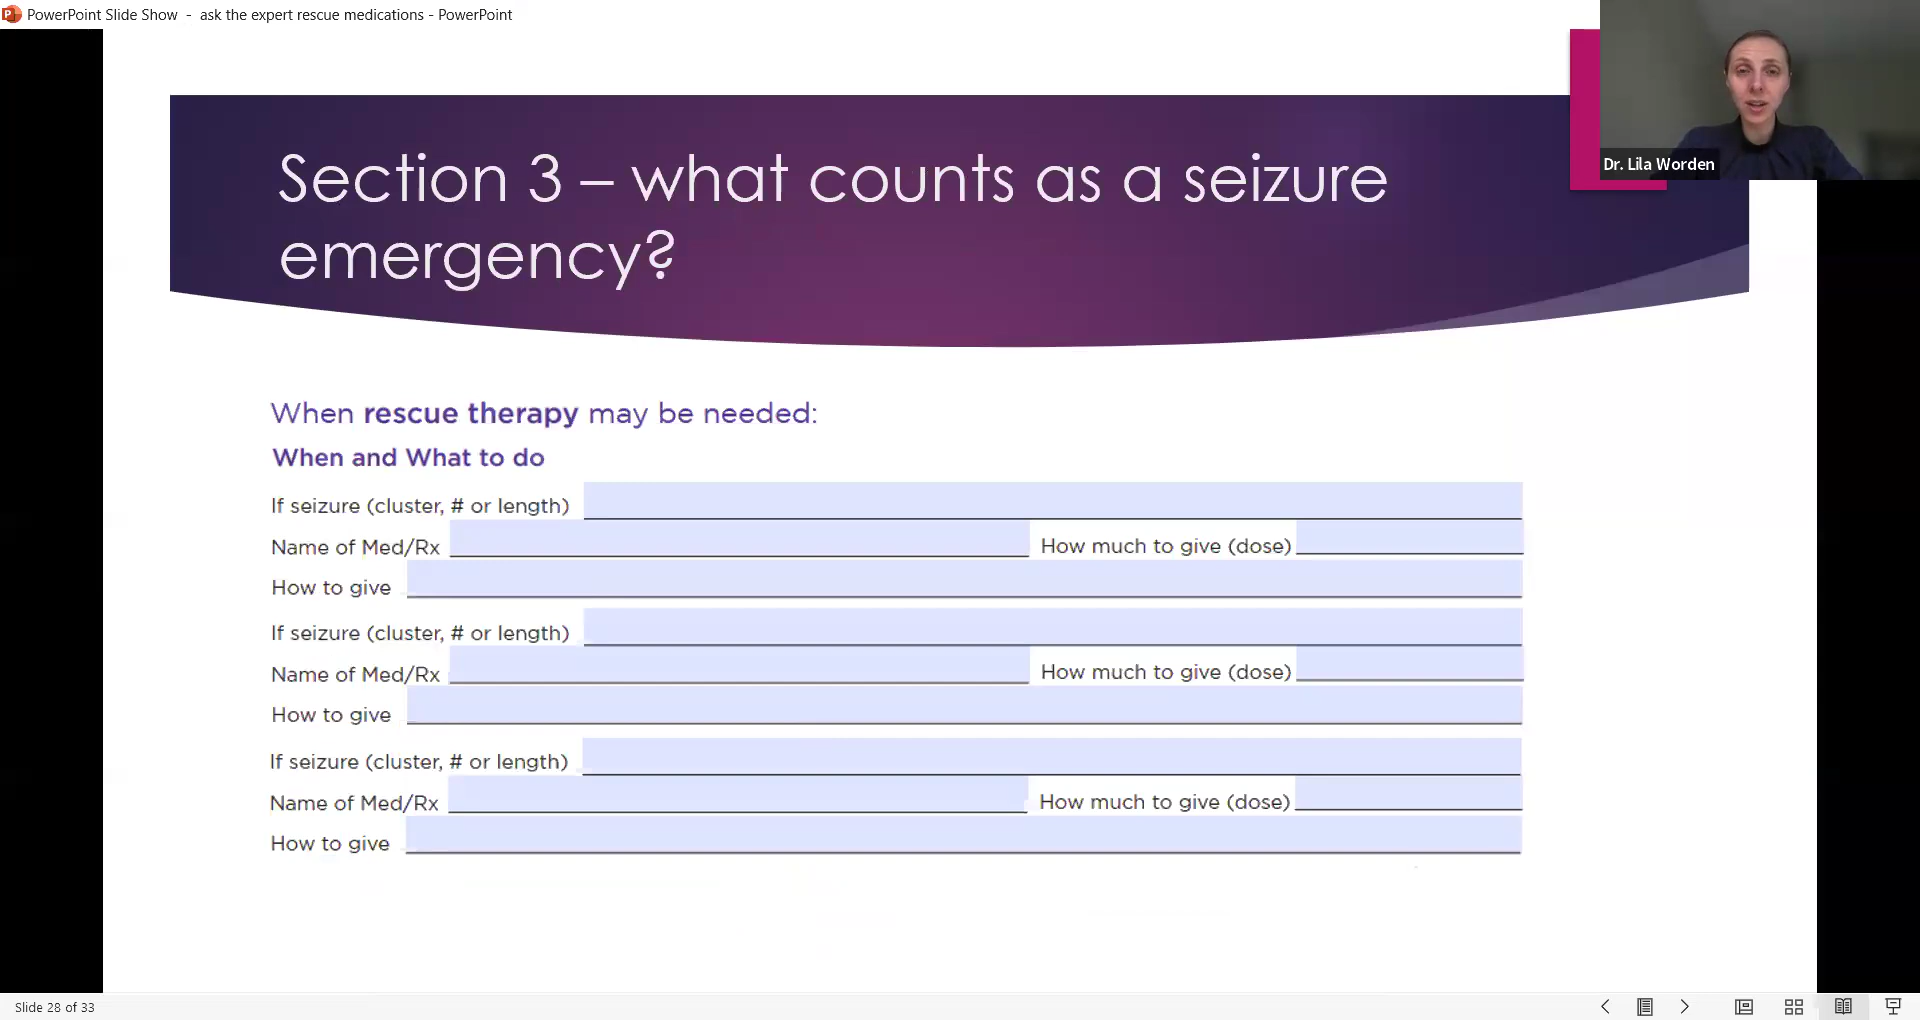 PowerPoint Slide Show - ask the expert rescue medications - PowerPoint
Dr. Lila Worden
Section 3 – what counts as a seizure
emergency?
When rescue therapy may be needed:
When and What to do
If seizure (cluster, # or length)
Name of Med/Rx How much to give (dose)
How to give
If seizure (cluster, # or length)
Name of Med/Rx How much to give (dose)
How to give
If seizure (cluster, # or length)
Name of Med/Rx How much to give (dose)
How to give
Slide 28 of 33